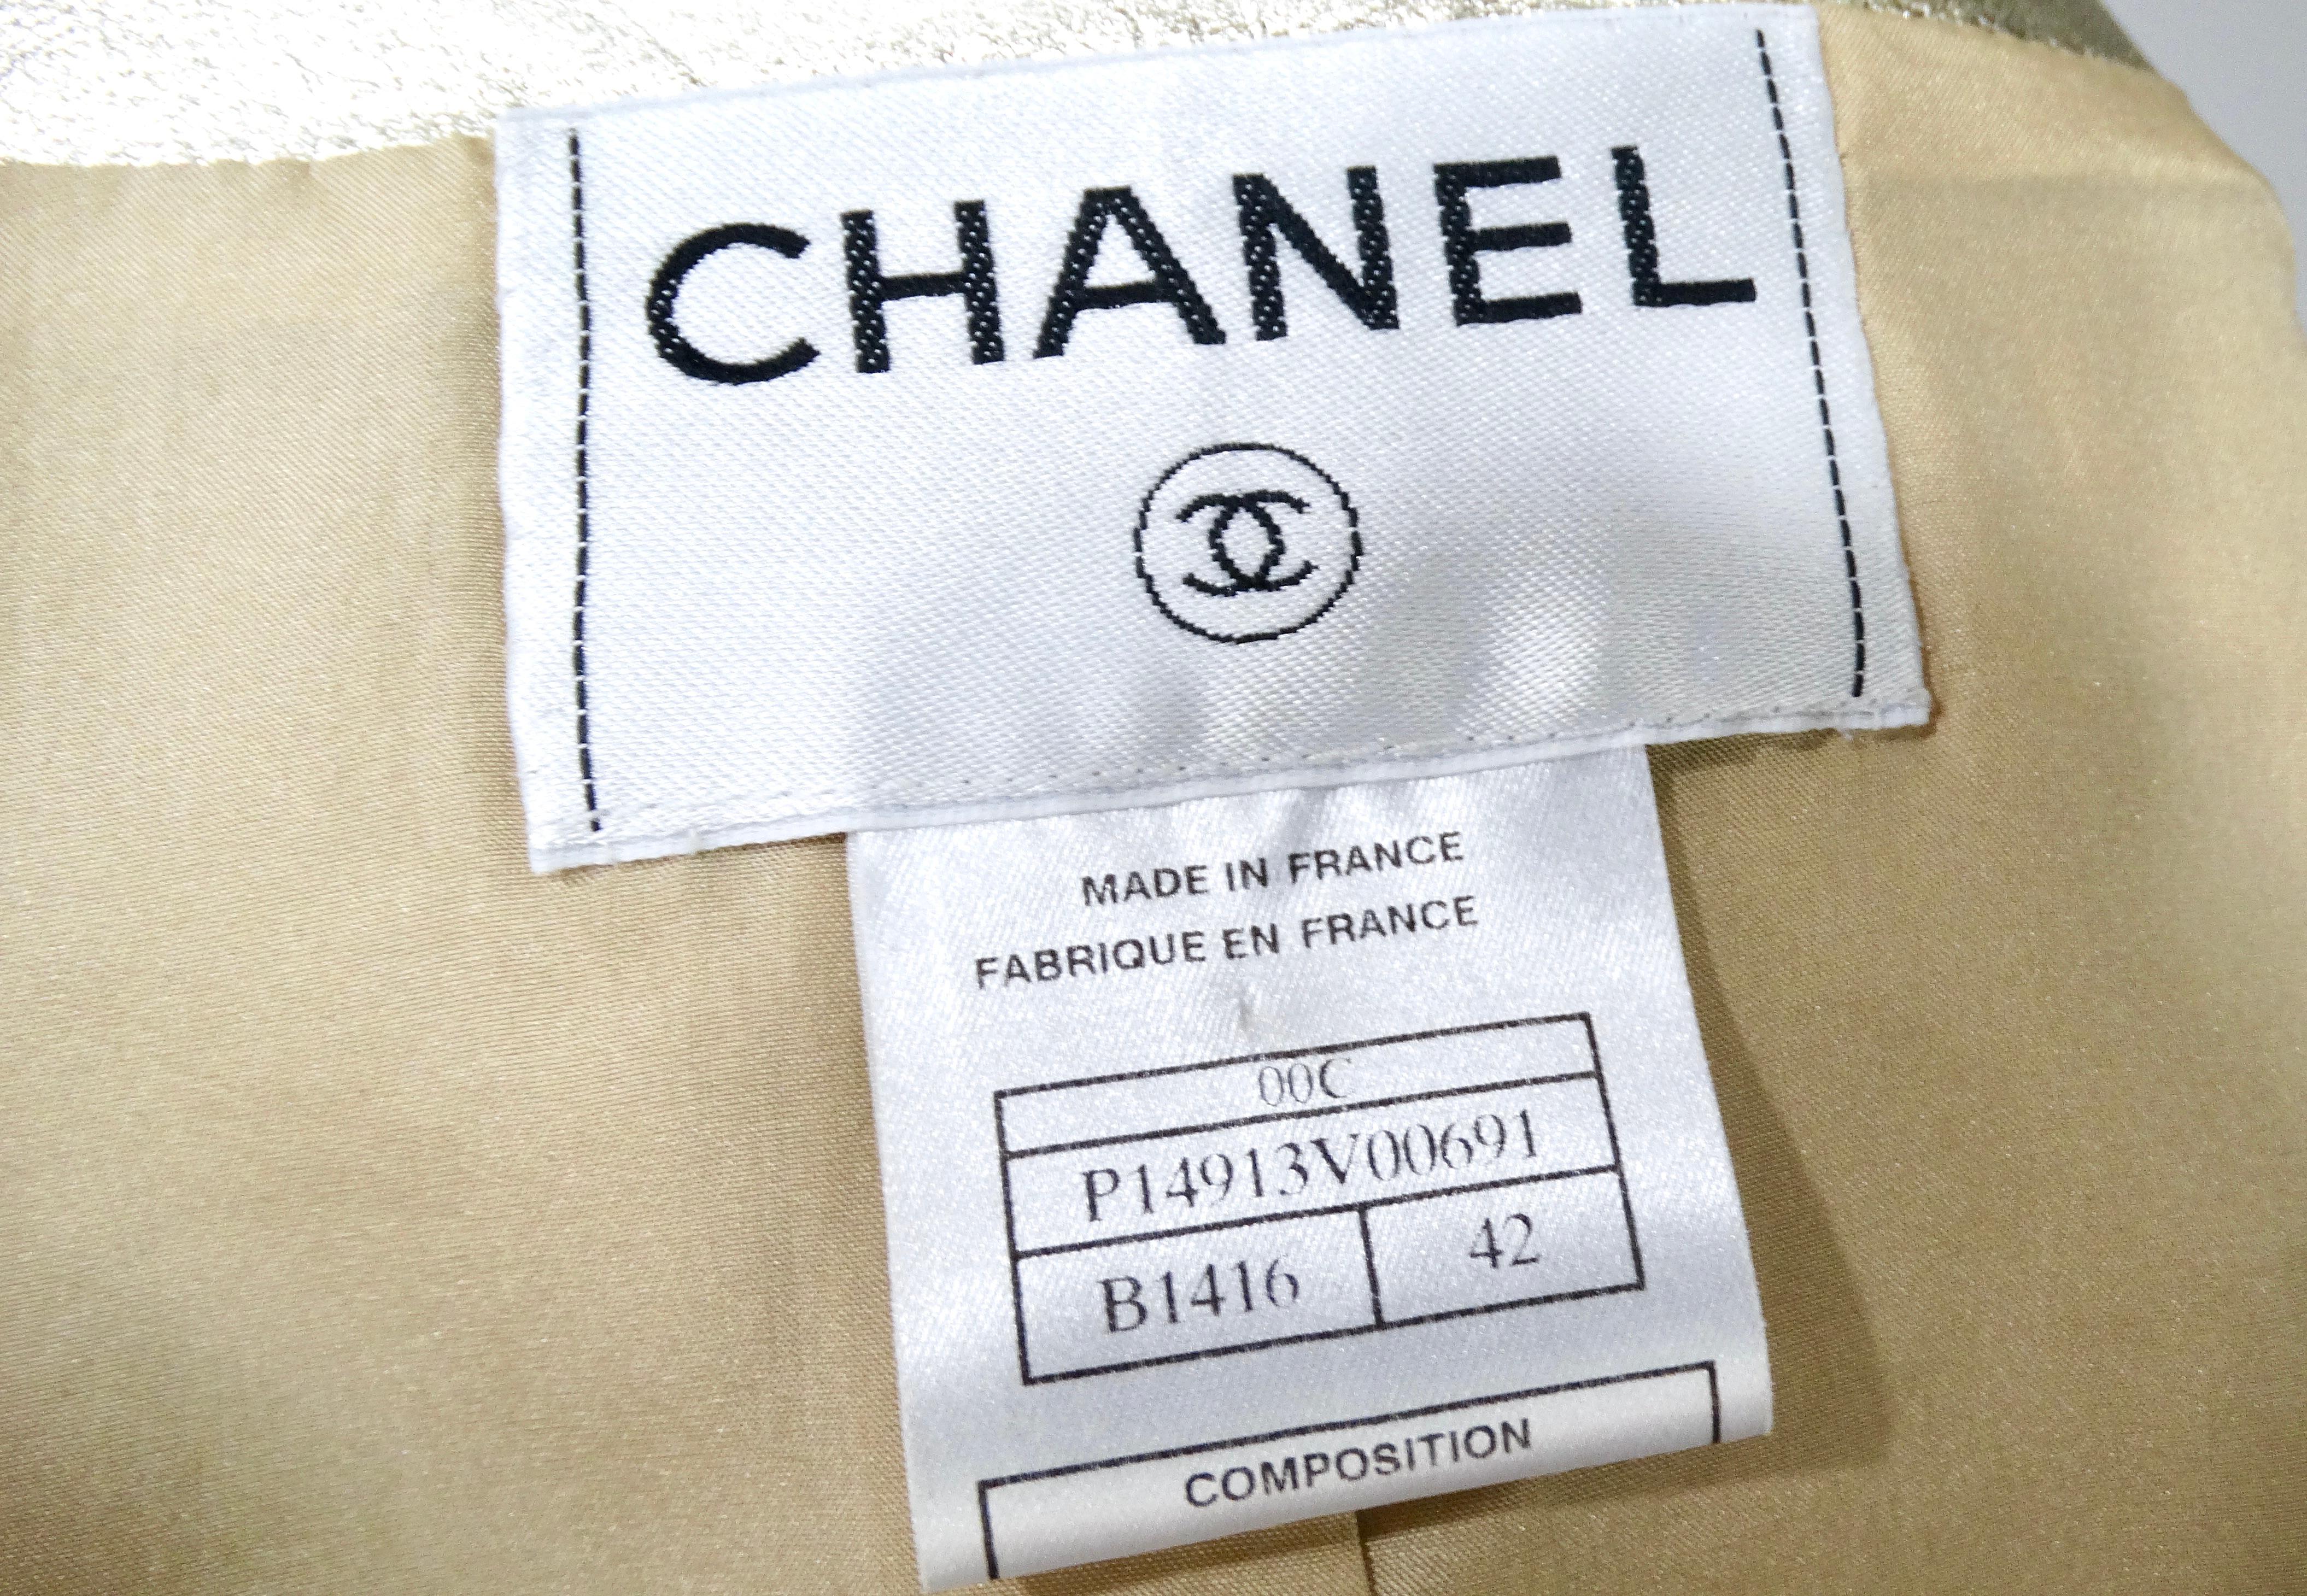 CHANEL
MADE IN FRANCE
FABRIQUE EN FRANCE
00C
P14913V00691
B1416 42
COMPOSITION